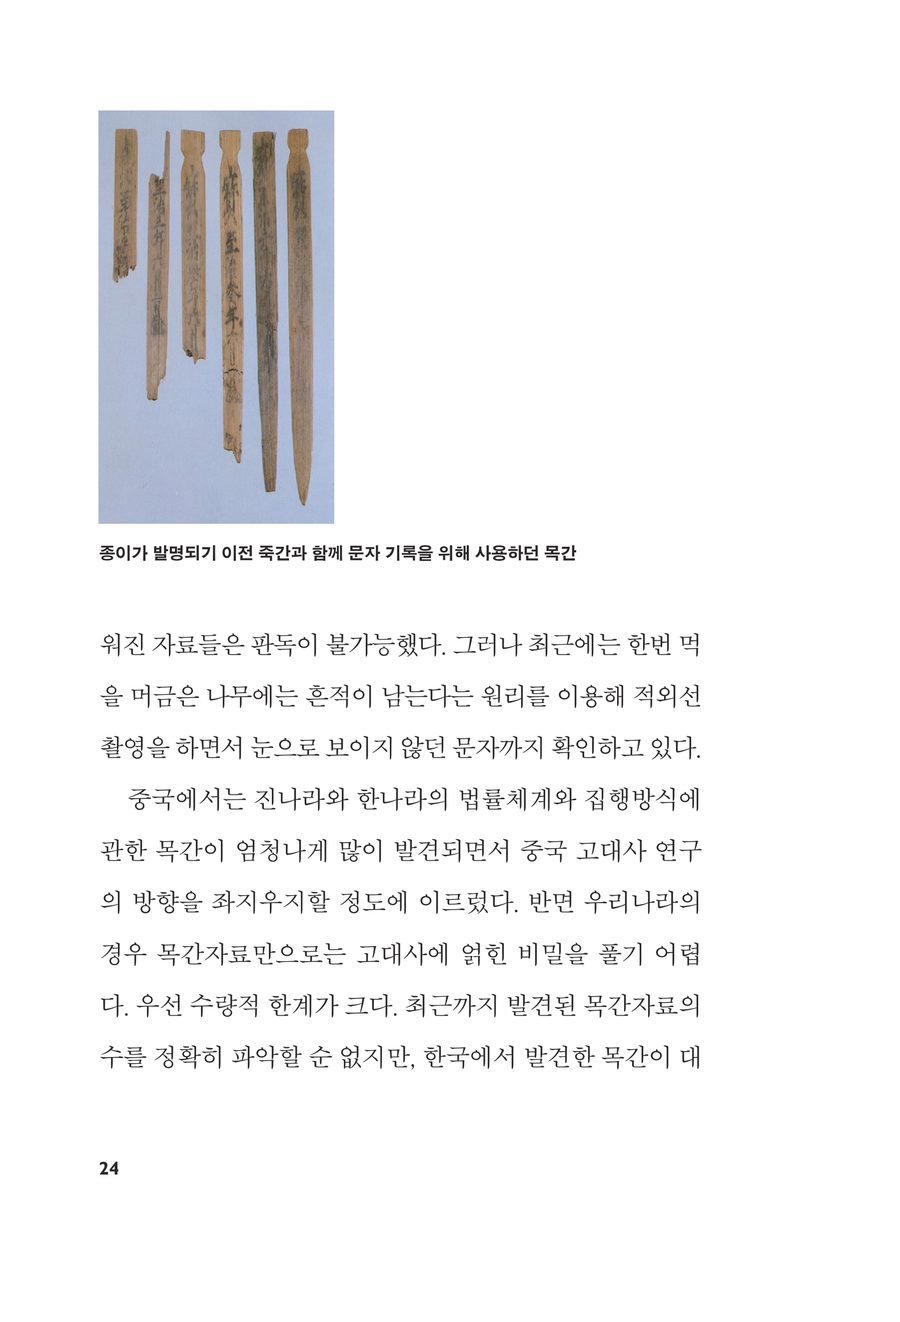 종이가 발명되기 이전 죽간과 함께 문자 기록을 위해 사용하던 목간
워진 자료들은 판독이 불가능했다. 그러나 최근에는 한번 먹
을 머금은 나무에는 흔적이 남는다는 원리를 이용해 적외선
촬영을 하면서 눈으로 보이지 않던 문자까지 확인하고 있다.
중국에서는 진나라와 한나라의 법률체계와 집행방식에
관한 목간이 엄청나게 많이 발견되면서 중국 고대사 연구
의 방향을 좌지우지할 정도에 이르렀다. 반면 우리나라의
경우 목간자료만으로는 고대사에 얽힌 비밀을 풀기 어렵
다. 우선 수량적 한계가 크다. 최근까지 발견된 목간자료의
수를 정확히 파악할 순 없지만, 한국에서 발견한 목간이 대
24